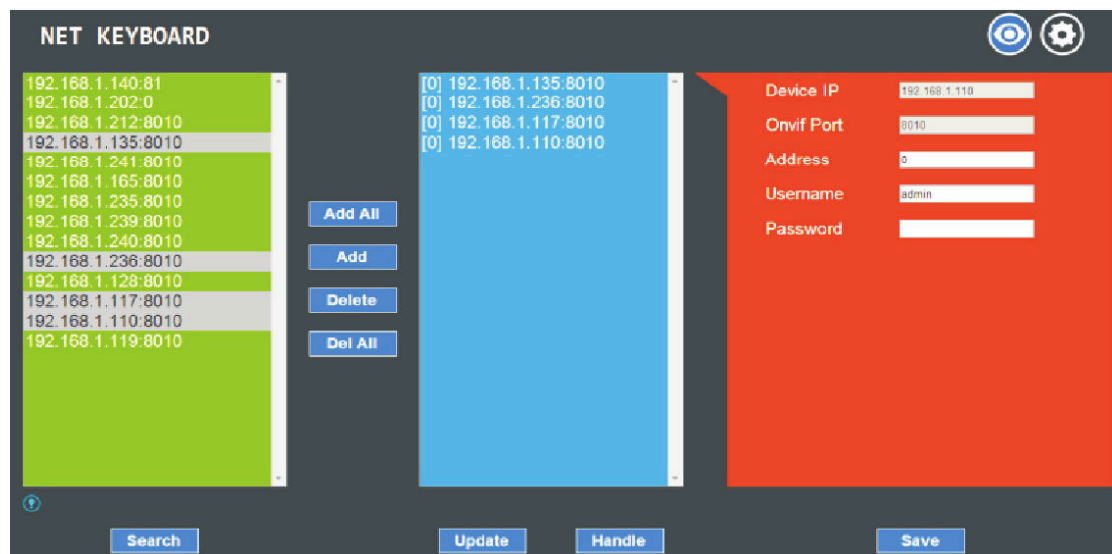 NET KEYBOARD
192.168.1.140:81
192.168.1.202:0
192.168.1.212:8010
192.168.1.135:8010
192.168.1.241:8010
192.168.1.165:8010
192.168.1.235:8010
192.168.1.239:8010
192.168.1.240:8010
192.168.1.236:8010
192.168.1.128:8010
192.168.1.117:8010
192.168.1.110:8010
192.168.1.119:8010
Add All
Add
Delete
Del All
[0] 192.168.1.135:8010
[0] 192.168.1.236:8010
[0] 192.168.1.117:8010
[0] 192.168.1.110:8010
Device IP 192.168.1.110
Onvif Port 8010
Address 0
Username admin
Password
Search
Update
Handle
Save